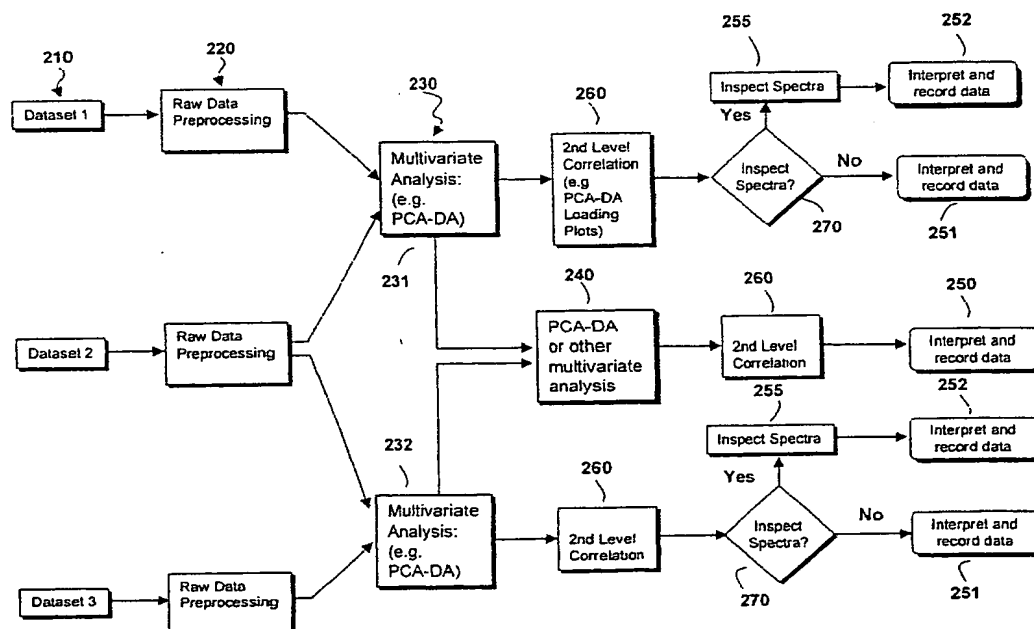 210
220
230
260
255
252
Dataset 1
Raw Data
Preprocessing
Multivariate
Analysis:
(e.g.
PCA-DA)
2nd Level
Correlation
(e.g
PCA-DA
Loading
Plots)
Inspect Spectra
Interpret and
record data
Yes
Inspect
Spectra?
No
Interpret and
record data
270
251
231
240
260
250
Dataset 2
Raw Data
Preprocessing
PCA-DA
or other
multivariate
analysis
2nd Level
Correlation
Interpret and
record data
255
252
Inspect Spectra
Interpret and
record data
232
260
Yes
Multivariate
Analysis:
(e.g.
PCA-DA)
2nd Level
Correlation
Inspect
Spectra?
No
Interpret and
record data
270
251
Dataset 3
Raw Data
Preprocessing